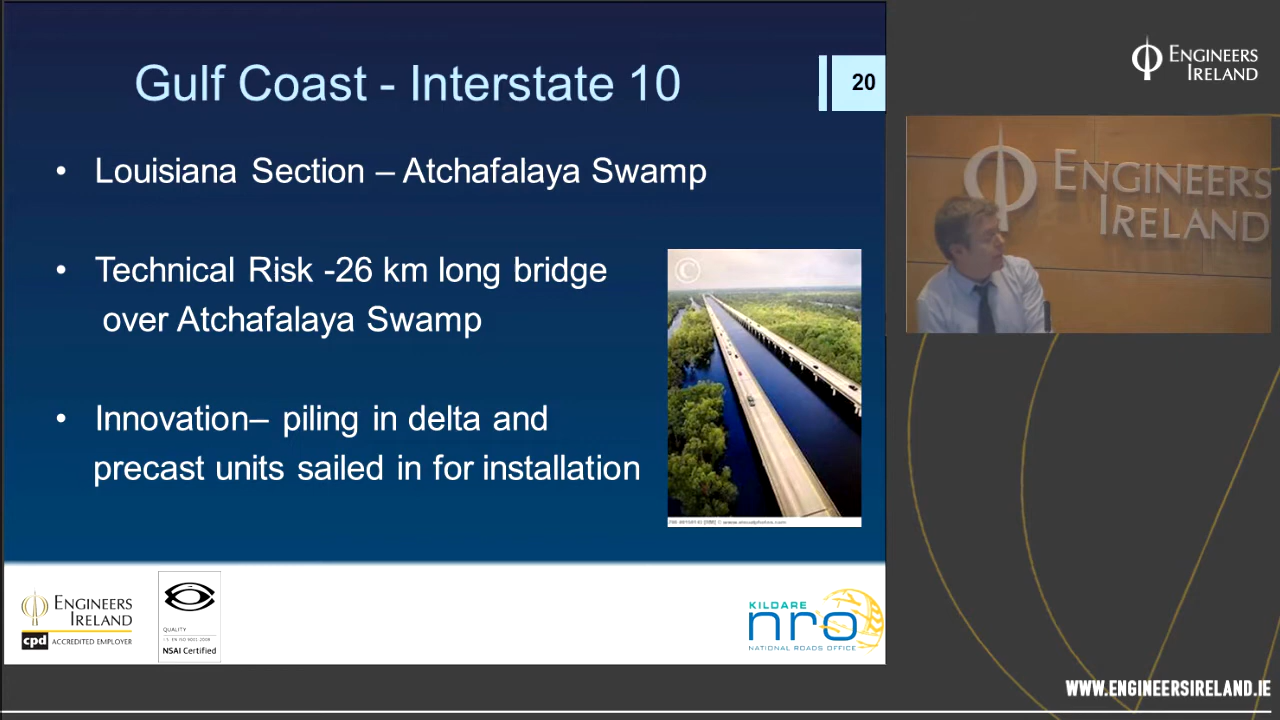 Gulf Coast - Interstate 10
20
• Louisiana Section – Atchafalaya Swamp
• Technical Risk -26 km long bridge
over Atchafalaya Swamp
• Innovation– piling in delta and
precast units sailed in for installation
©
ENGINEERS
IRELAND
cpd ACCREDITED EMPLOYER
QUALITY
NSAI Certified
KILDARE
nro
NATIONAL ROADS OFFICE
ENGINEERS
IRELAND
ENGINEERS
IRELAND
WWW.ENGINEERSIRELAND.IE